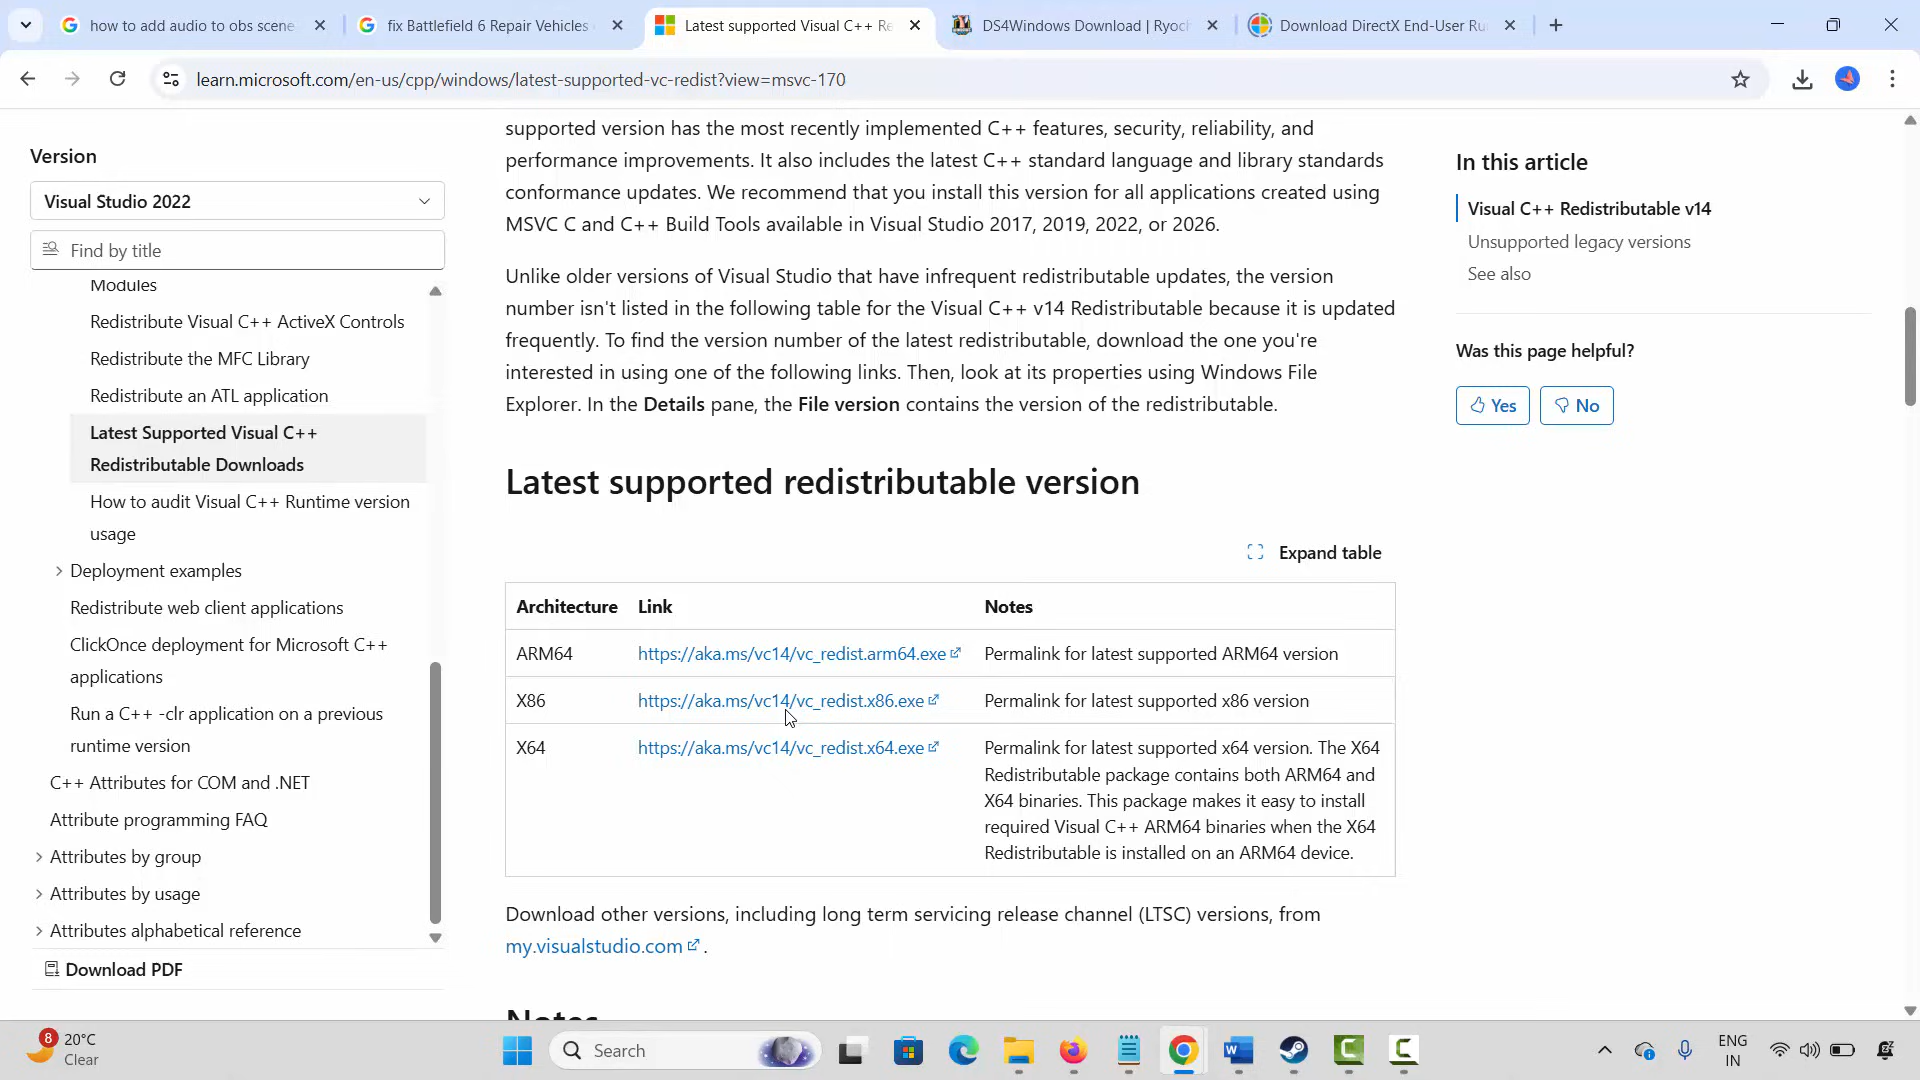 how to add audio to obs scene
fix Battlefield 6 Repair Vehicles
Latest supported Visual C++ Re
DS4Windows Download | Ryoch
Download DirectX End-User Ru
learn.microsoft.com/en-us/cpp/windows/latest-supported-vc-redist?view=msvc-170
Version
Visual Studio 2022
Find by title
Modules
Redistribute Visual C++ ActiveX Controls
Redistribute the MFC Library
Redistribute an ATL application
Latest Supported Visual C++
Redistributable Downloads
How to audit Visual C++ Runtime version
usage
Deployment examples
Redistribute web client applications
ClickOnce deployment for Microsoft C++
applications
Run a C++ -clr application on a previous
runtime version
C++ Attributes for COM and .NET
Attribute programming FAQ
Attributes by group
Attributes by usage
Attributes alphabetical reference
Download PDF
supported version has the most recently implemented C++ features, security, reliability, and
performance improvements. It also includes the latest C++ standard language and library standards
conformance updates. We recommend that you install this version for all applications created using
MSVC C and C++ Build Tools available in Visual Studio 2017, 2019, 2022, or 2026.
Unlike older versions of Visual Studio that have infrequent redistributable updates, the version
number isn't listed in the following table for the Visual C++ v14 Redistributable because it is updated
frequently. To find the version number of the latest redistributable, download the one you're
interested in using one of the following links. Then, look at its properties using Windows File
Explorer. In the Details pane, the File version contains the version of the redistributable.
Latest supported redistributable version
Expand table
Architecture Link Notes
ARM64 https://aka.ms/vc14/vc_redist.arm64.exe Permalink for latest supported ARM64 version
X86 https://aka.ms/vc14/vc_redist.x86.exe Permalink for latest supported x86 version
X64 https://aka.ms/vc14/vc_redist.x64.exe Permalink for latest supported x64 version. The X64
Redistributable package contains both ARM64 and
X64 binaries. This package makes it easy to install
required Visual C++ ARM64 binaries when the X64
Redistributable is installed on an ARM64 device.
Download other versions, including long term servicing release channel (LTSC) versions, from
my.visualstudio.com .
Notes
In this article
Visual C++ Redistributable v14
Unsupported legacy versions
See also
Was this page helpful?
Yes
No
8
20°C
Clear
Search
ENG
IN